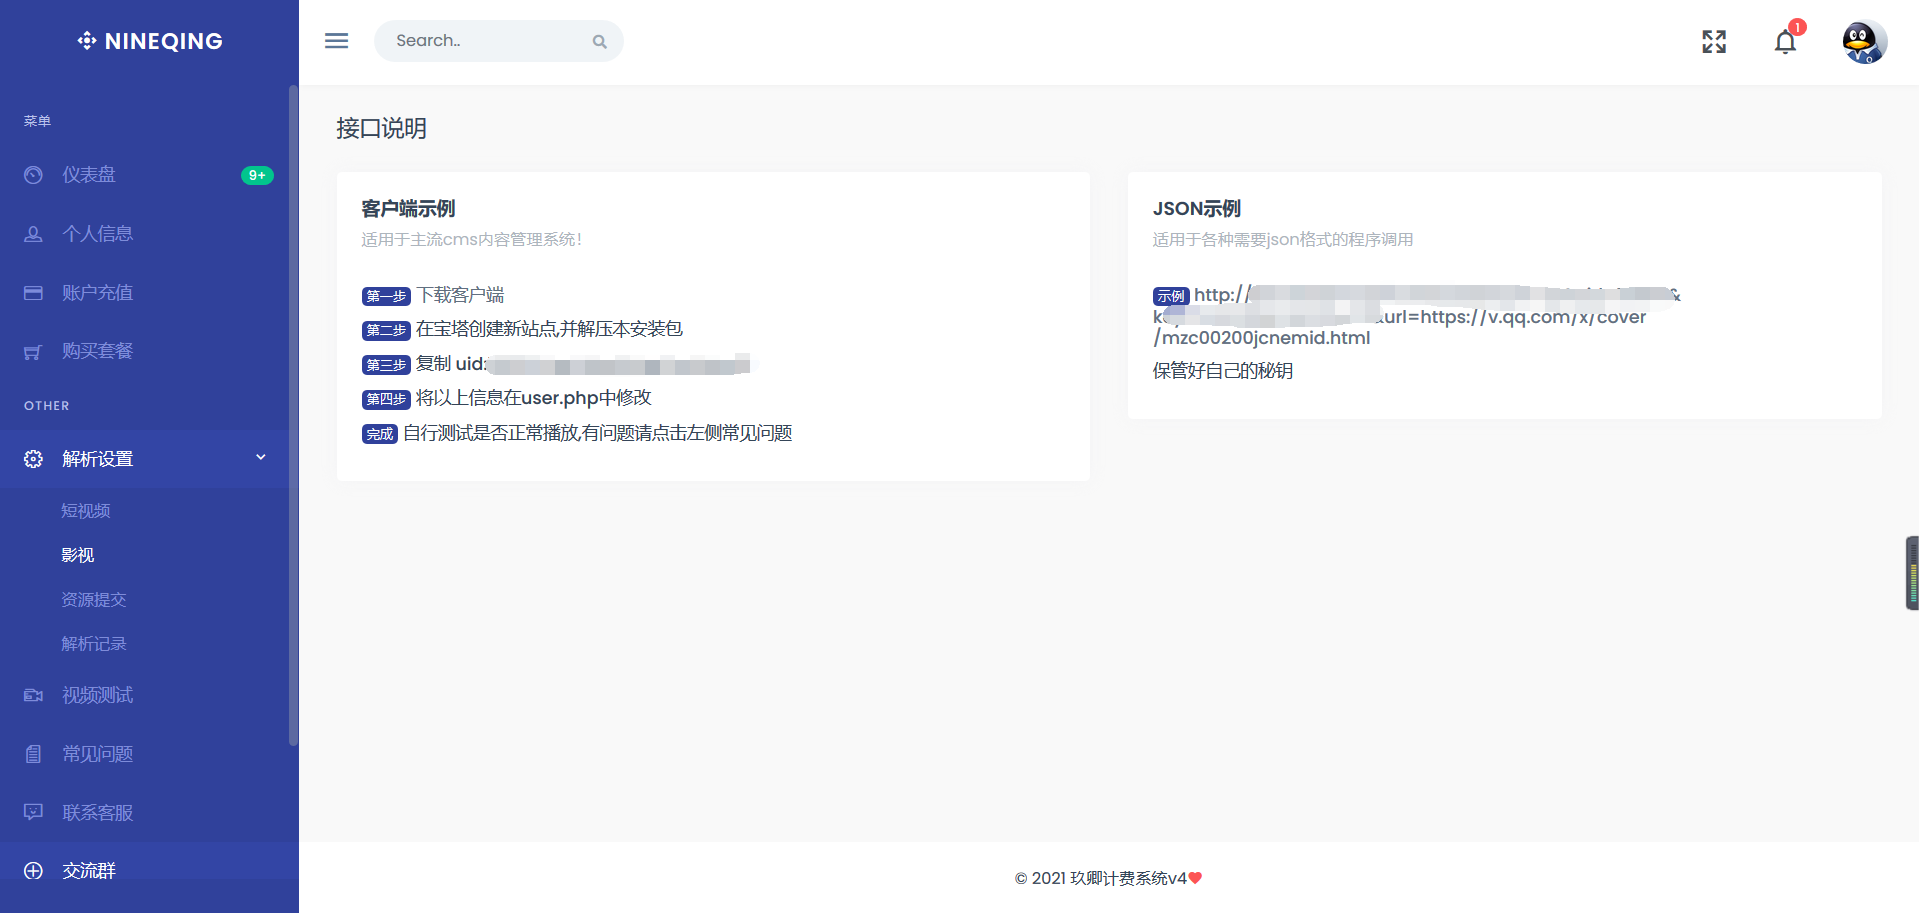 NINEQING
Search..
1
菜单
仪表盘 9+
个人信息
账户充值
购买套餐
OTHER
解析设置
短视频
影视
资源提交
解析记录
视频测试
常见问题
联系客服
交流群
接口说明
客户端示例
适用于主流cms内容管理系统!
第一步 下载客户端
第二步 在宝塔创建新站点,并解压本安装包
第三步 复制 uid:
第四步 将以上信息在user.php中修改
完成 自行测试是否正常播放,有问题请点击左侧常见问题
JSON示例
适用于各种需要json格式的程序调用
示例 http://
url=https://v.qq.com/x/cover
/mzc00200jcnemid.html
保管好自己的秘钥
© 2021 玖卿计费系统v4